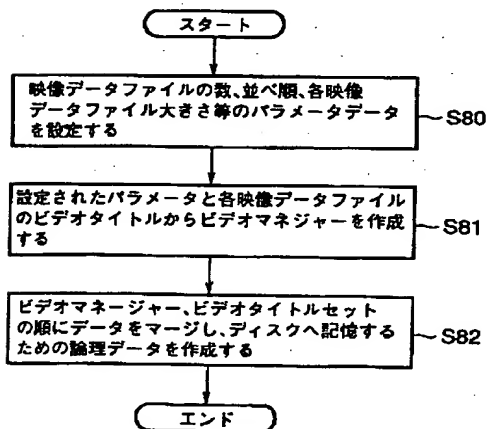 スタート
映像データファイルの数、並べ順、各映像
データファイル大きさ等のパラメータデータ
を設定する
S80
設定されたパラメータと各映像データファイル
のビデオタイトルからビデオマネジャーを作成
する
S81
ビデオマネージャー、ビデオタイトルセット
の順にデータをマージし、ディスクへ記憶する
ための論理データを作成する
S82
エンド